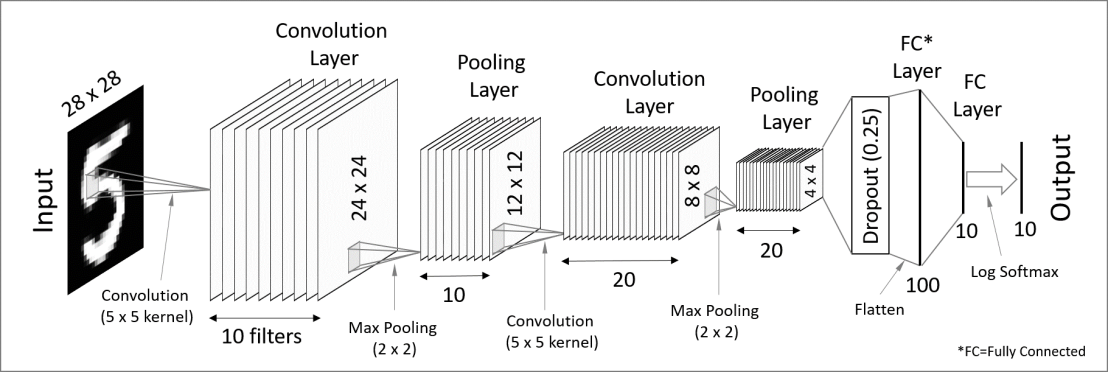 Input
28 x 28
Convolution
(5 x 5 kernel)
Convolution
Layer
24 x 24
10 filters
Max Pooling
(2 x 2)
Pooling
Layer
12 x 12
10
Convolution
(5 x 5 kernel)
Convolution
Layer
8 x 8
20
Max Pooling
(2 x 2)
Pooling
Layer
4 x 4
20
Dropout (0.25)
Flatten
FC*
Layer
100
FC
Layer
10
Log Softmax
10
Output
*FC=Fully Connected